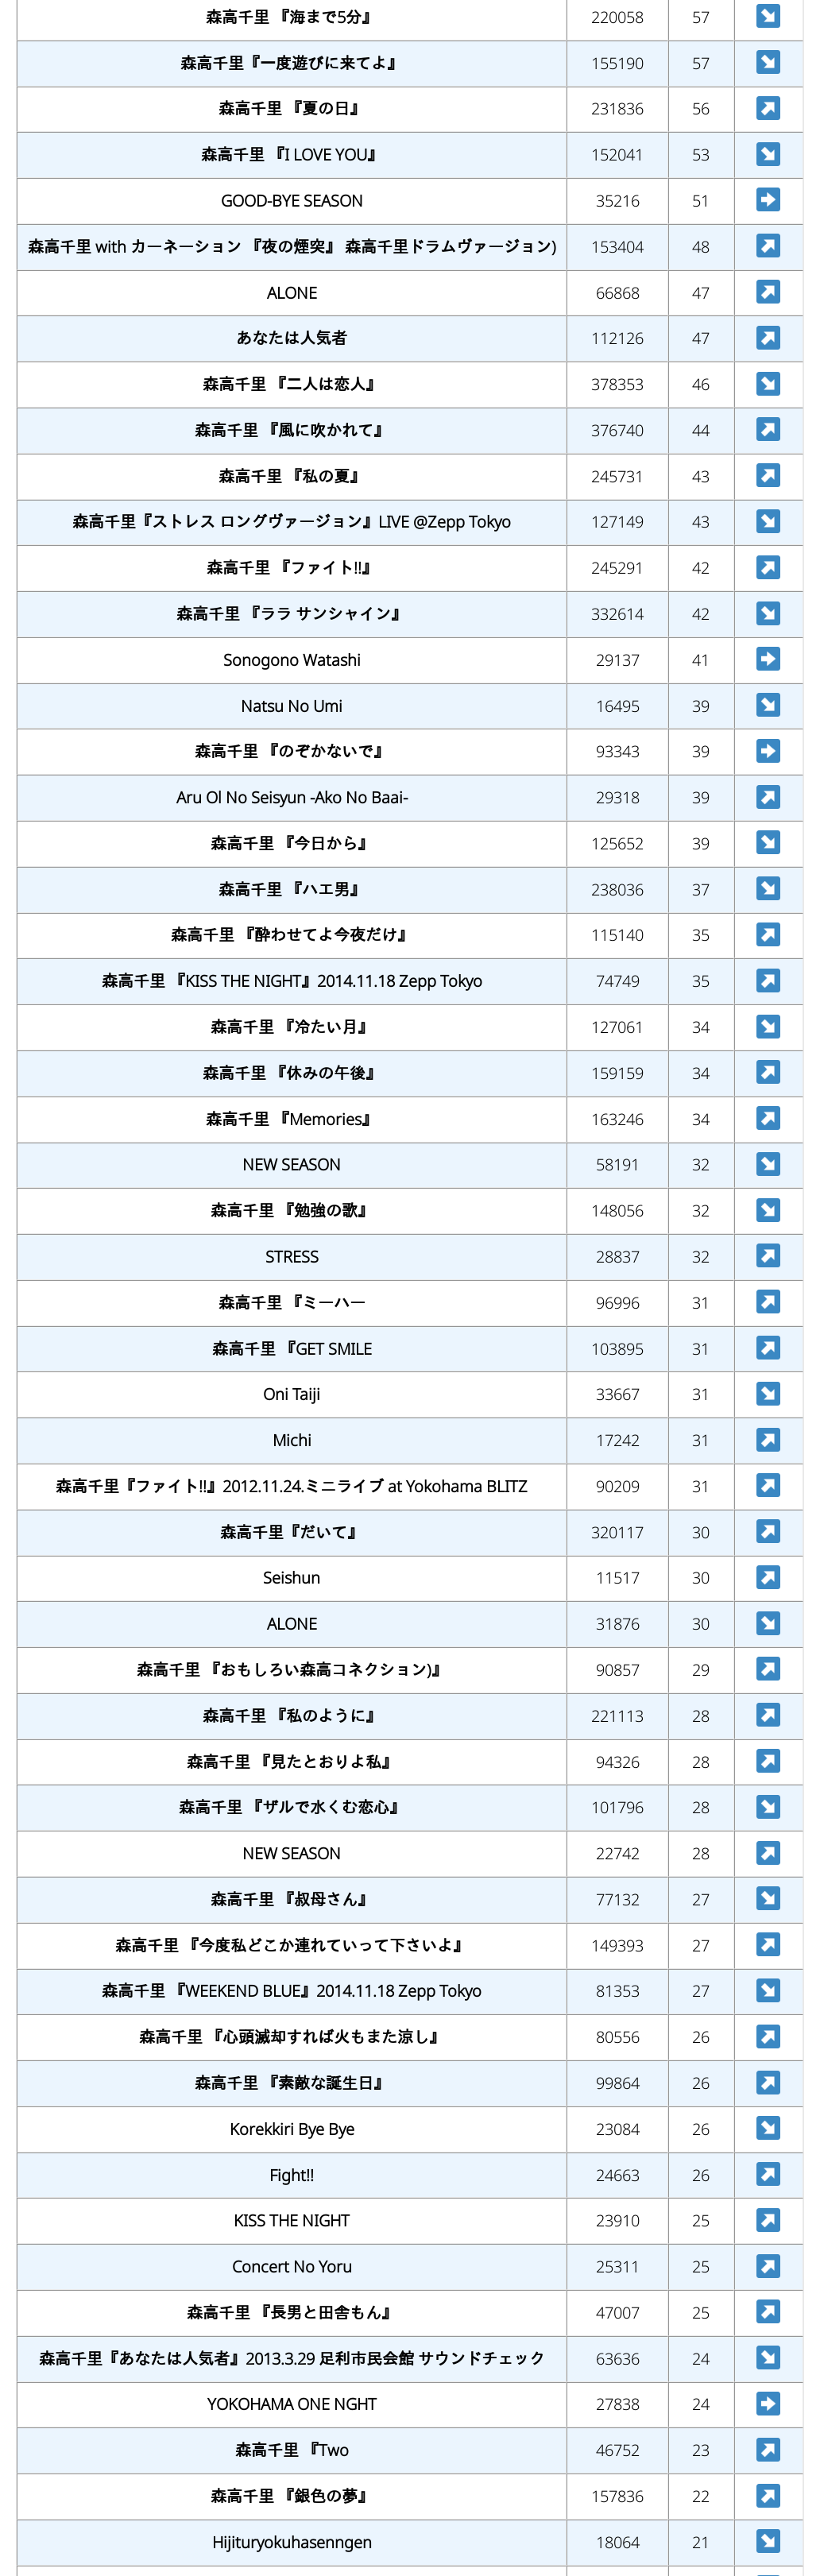 森高千里 『海まで5分』 220058 57 ↘
森高千里『一度遊びに来てよ』 155190 57 ↘
森高千里 『夏の日』 231836 56 ↗
森高千里 『I LOVE YOU』 152041 53 ↘
GOOD-BYE SEASON 35216 51 ➡
森高千里 with カーネーション 『夜の煙突』 森高千里ドラムヴァージョン) 153404 48 ↗
ALONE 66868 47 ↗
あなたは人気者 112126 47 ↗
森高千里 『二人は恋人』 378353 46 ↘
森高千里 『風に吹かれて』 376740 44 ↗
森高千里 『私の夏』 245731 43 ↗
森高千里『ストレス ロングヴァージョン』LIVE @Zepp Tokyo 127149 43 ↘
森高千里 『ファイト!!』 245291 42 ↗
森高千里 『ララ サンシャイン』 332614 42 ↘
Sonogono Watashi 29137 41 ➡
Natsu No Umi 16495 39 ↘
森高千里 『のぞかないで』 93343 39 ➡
Aru Ol No Seisyun -Ako No Baai- 29318 39 ↗
森高千里 『今日から』 125652 39 ↘
森高千里 『ハエ男』 238036 37 ↘
森高千里 『酔わせてよ今夜だけ』 115140 35 ↗
森高千里 『KISS THE NIGHT』2014.11.18 Zepp Tokyo 74749 35 ↗
森高千里 『冷たい月』 127061 34 ↘
森高千里 『休みの午後』 159159 34 ↗
森高千里 『Memories』 163246 34 ↗
NEW SEASON 58191 32 ↘
森高千里 『勉強の歌』 148056 32 ↘
STRESS 28837 32 ↗
森高千里 『ミーハー 96996 31 ↗
森高千里 『GET SMILE 103895 31 ↗
Oni Taiji 33667 31 ↘
Michi 17242 31 ↗
森高千里『ファイト!!』2012.11.24.ミニライブ at Yokohama BLITZ 90209 31 ↗
森高千里『だいて』 320117 30 ↗
Seishun 11517 30 ↗
ALONE 31876 30 ↘
森高千里 『おもしろい森高コネクション)』 90857 29 ↗
森高千里 『私のように』 221113 28 ↗
森高千里 『見たとおりよ私』 94326 28 ↗
森高千里 『ザルで水くむ恋心』 101796 28 ↘
NEW SEASON 22742 28 ↗
森高千里 『叔母さん』 77132 27 ↘
森高千里 『今度私どこか連れていって下さいよ』 149393 27 ↗
森高千里 『WEEKEND BLUE』2014.11.18 Zepp Tokyo 81353 27 ↘
森高千里 『心頭滅却すれば火もまた涼し』 80556 26 ↗
森高千里 『素敵な誕生日』 99864 26 ↗
Korekkiri Bye Bye 23084 26 ↘
Fight!! 24663 26 ↗
KISS THE NIGHT 23910 25 ↗
Concert No Yoru 25311 25 ↗
森高千里 『長男と田舎もん』 47007 25 ↗
森高千里『あなたは人気者』2013.3.29 足利市民会館 サウンドチェック 63636 24 ↘
YOKOHAMA ONE NGHT 27838 24 ➡
森高千里 『Two 46752 23 ↗
森高千里 『銀色の夢』 157836 22 ↗
Hijituryokuhasenngen 18064 21 ↘